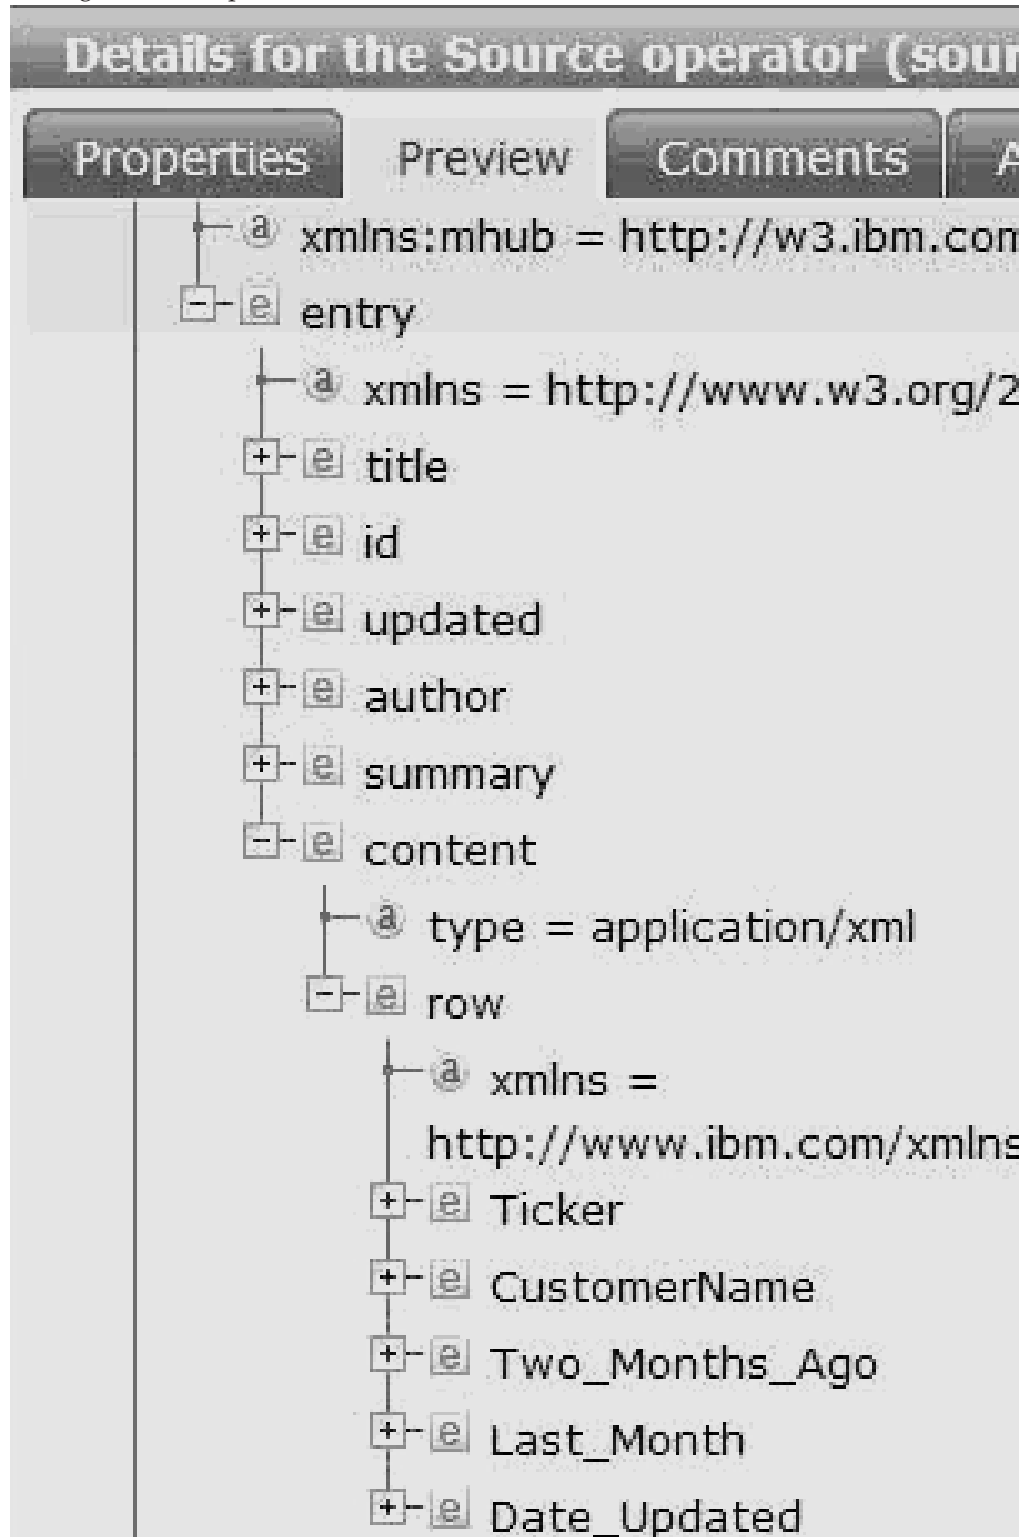 Details for the Source operator (sour
Properties Preview Comments A
a xmlns:mhub = http://w3.ibm.com
- e entry
a xmlns = http://www.w3.org/2
+ e title
+ e id
+ e updated
+ e author
+ e summary
- e content
a type = application/xml
- e row
a xmlns =
http://www.ibm.com/xmlns
+ e Ticker
+ e CustomerName
+ e Two_Months_Ago
+ e Last_Month
+ e Date_Updated